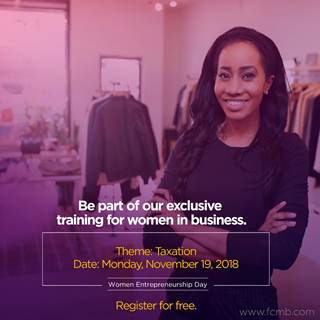 Be part of our exclusive
training for women in business.
Theme: Taxation
Date: Monday, November 19, 2018
Women Entrepreneurship Day
Register for free.
www.fcmb.com